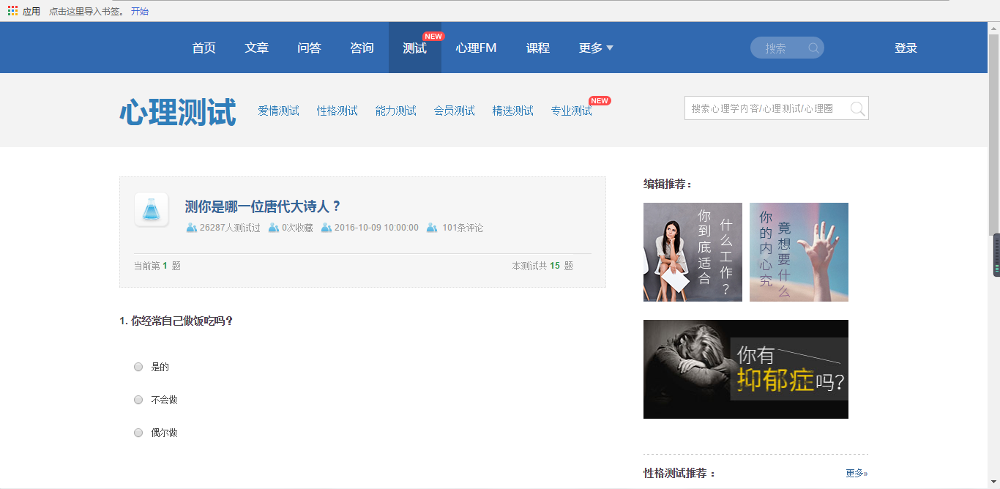 应用 点击这里导入书签。 开始
首页 文章 问答 咨询 测试 NEW 心理FM 课程 更多 搜索 登录
心理测试 爱情测试 性格测试 能力测试 会员测试 精选测试 专业测试 NEW 搜索心理学内容/心理测试/心理圈
测你是哪一位唐代大诗人？
26287人测试过 0次收藏 2016-10-09 10:00:00 101条评论
当前第 1 题 本测试共 15 题
1. 你经常自己做饭吃吗？
是的
不会做
偶尔做
编辑推荐：
你到底适合
什么工作？
你的内心究
竟想要什么
你有
抑郁症吗？
性格测试推荐： 更多»